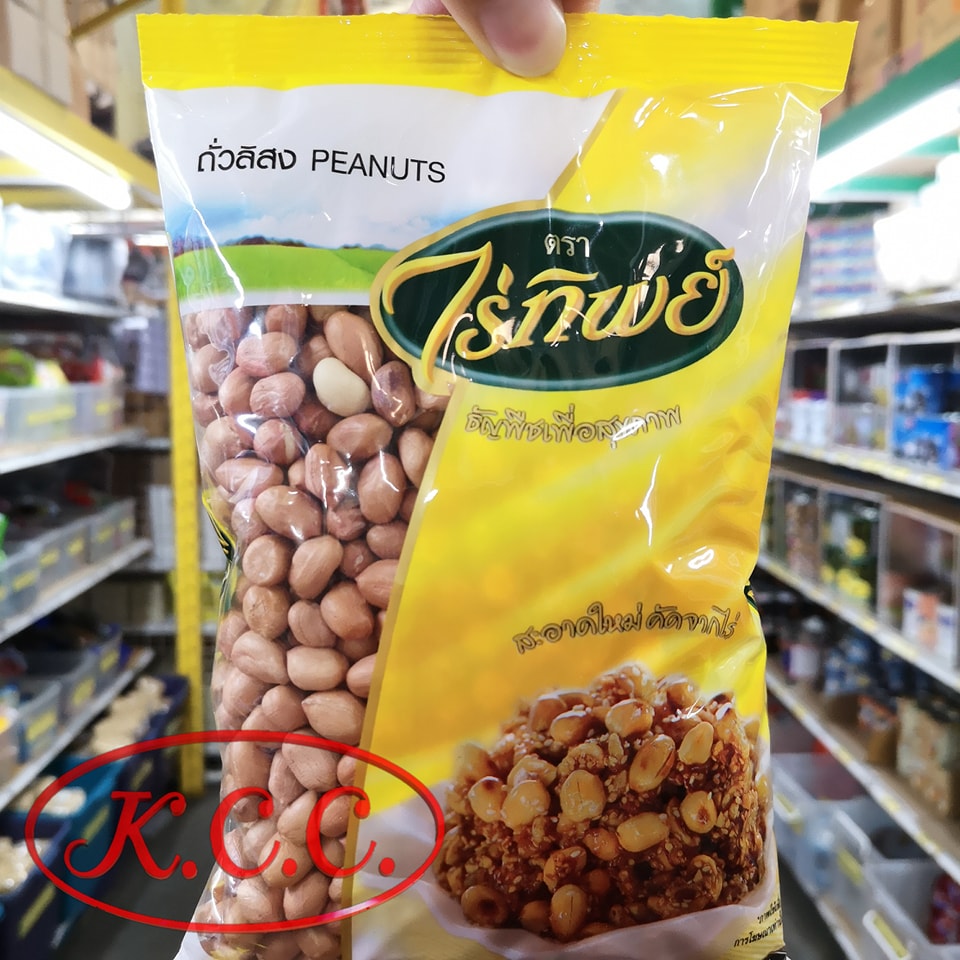 ถั่วลิสง PEANUTS
ตรา
ไร่ทิพย์
ธัญพืชเพื่อสุขภาพ
สะอาดใหม่ คัดจากไร่
K.C.C.